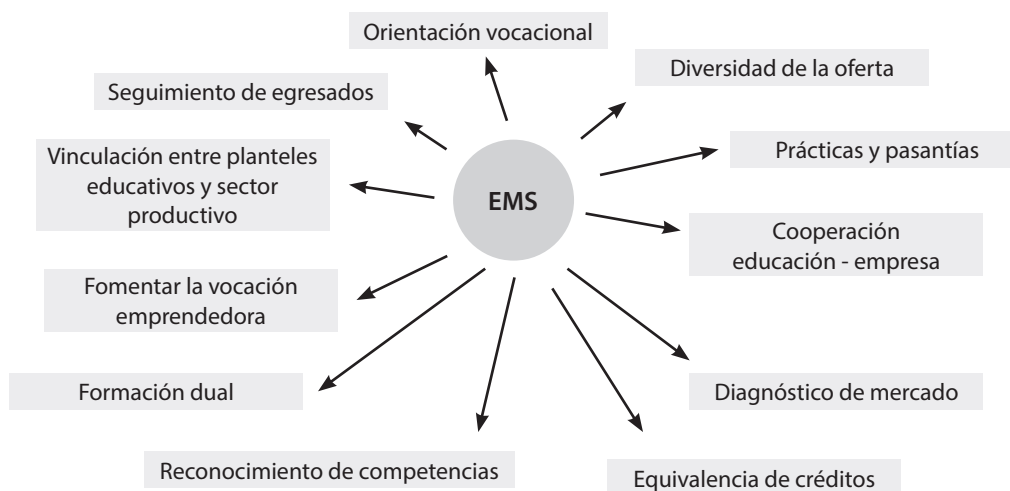 Orientación vocacional
Diversidad de la oferta
Seguimiento de egresados
Prácticas y pasantías
Vinculación entre planteles
educativos y sector
productivo
EMS
Cooperación
educación - empresa
Fomentar la vocación
emprendedora
Formación dual
Diagnóstico de mercado
Reconocimiento de competencias
Equivalencia de créditos